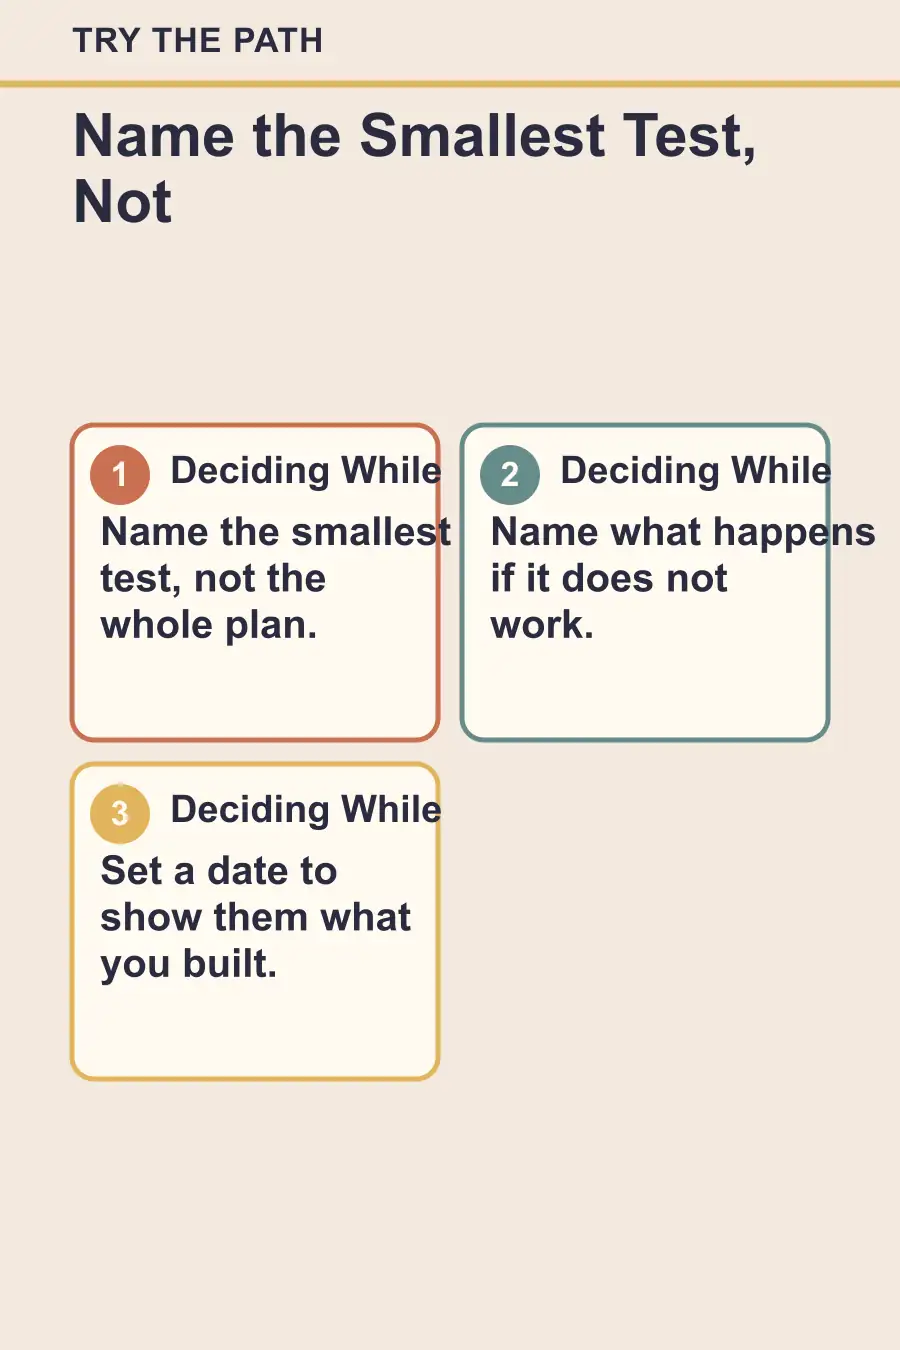 TRY THE PATH
Name the Smallest Test,
Not
1
Deciding While
Name the smallest
test, not the
whole plan.
2
Deciding While
Name what happens
if it does not
work.
3
Deciding While
Set a date to
show them what
you built.